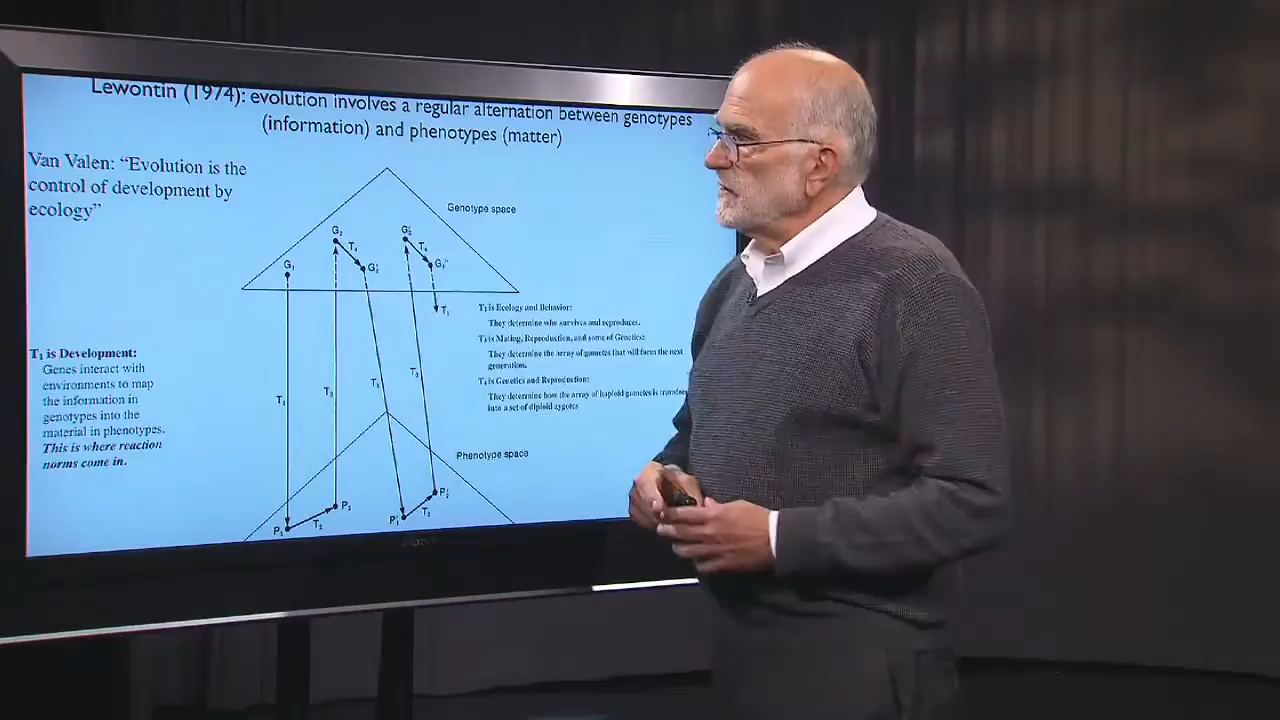 Lewontin (1974): evolution involves a regular alternation between genotypes
(information) and phenotypes (matter)
Van Valen: “Evolution is the
control of development by
ecology”
Genotype space
G₂
G₂'
T₄
T₄
G₁
G₁'
G₁"
T₁
T₁ is Development:
Genes interact with
environments to map
the information in
genotypes into the
material in phenotypes.
This is where reaction
norms come in.
T₂ is Ecology and Behavior:
They determine who survives and reproduces.
T₃ is Mating, Reproduction, and some of Genetics:
They determine the array of gametes that will form the next
generation.
T₄ is Genetics and Reproduction:
They determine how the array of haploid gametes is
into a set of diploid zygotes
T₁
T₃
T₁
T₃
Phenotype space
P₁
T₂
P₂
P₁'
T₂
P₂'
SONY